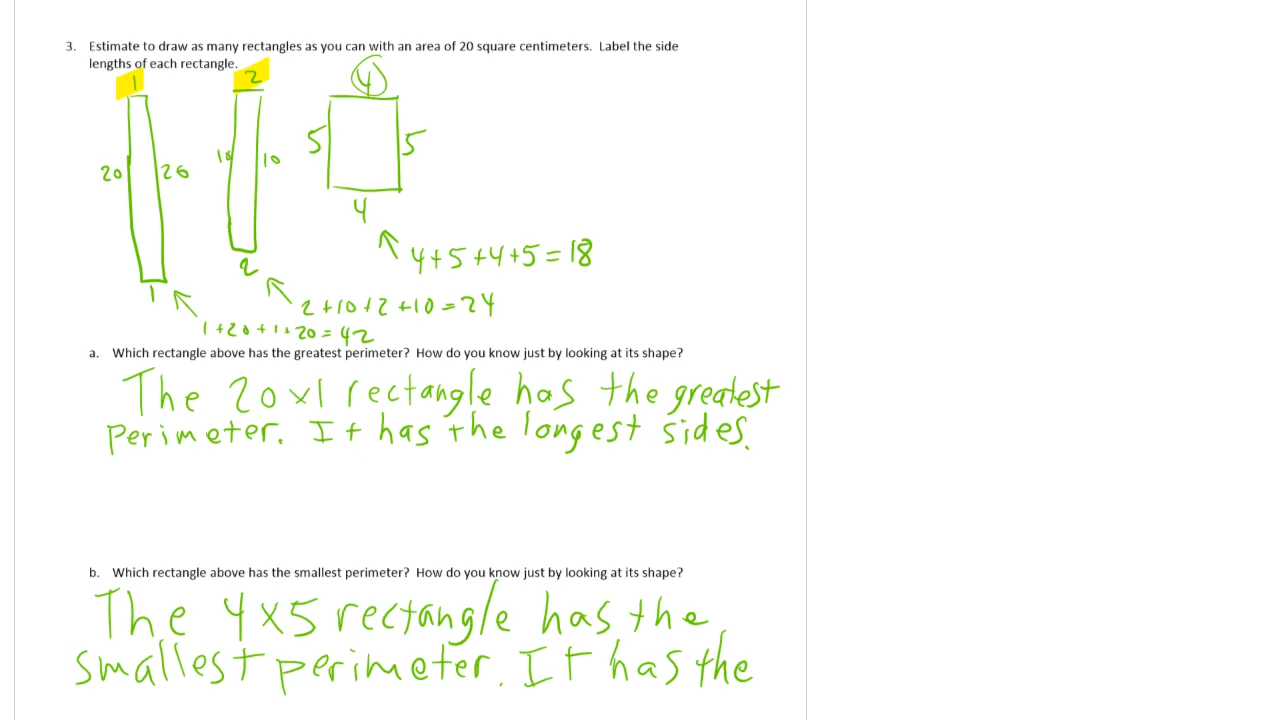 3. Estimate to draw as many rectangles as you can with an area of 20 square centimeters. Label the side
lengths of each rectangle.
1
2
4
5
5
20
20
10
10
4
2
1
4+5+4+5=18
2+10+2+10=24
1+20+1+20=42
a. Which rectangle above has the greatest perimeter? How do you know just by looking at its shape?
The 20x1 rectangle has the greatest
perimeter. It has the longest sides.
b. Which rectangle above has the smallest perimeter? How do you know just by looking at its shape?
The 4x5 rectangle has the
smallest perimeter. It has the